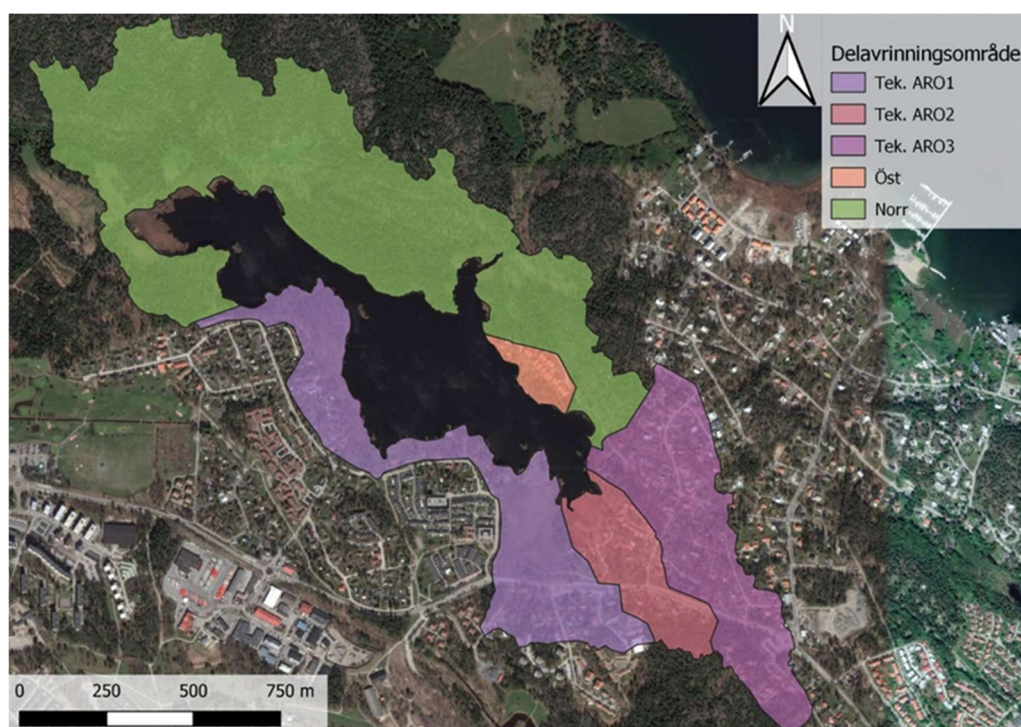 N
Delavrinningsområde
Tek. ARO1
Tek. ARO2
Tek. ARO3
Öst
Norr
0 250 500 750 m